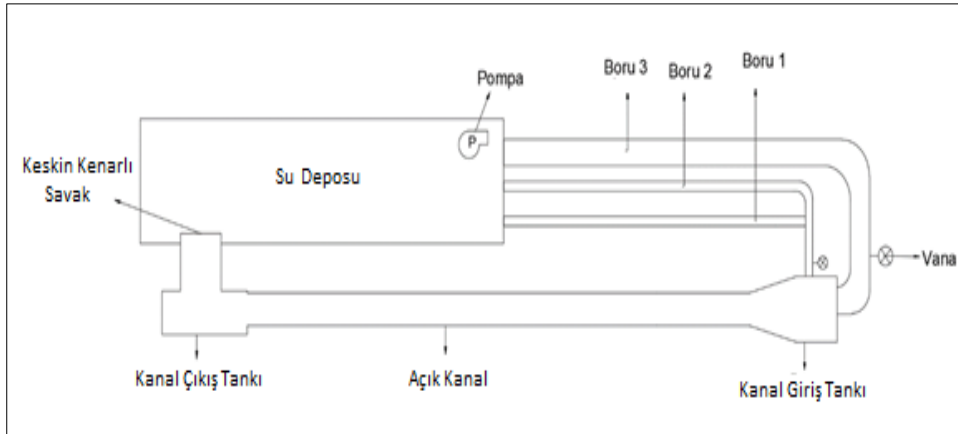 Boru 3
Boru 2
Boru 1
Pompa
P
Keskin Kenarlı
Savak
Su Deposu
Vana
Kanal Çıkış Tankı
Açık Kanal
Kanal Giriş Tankı